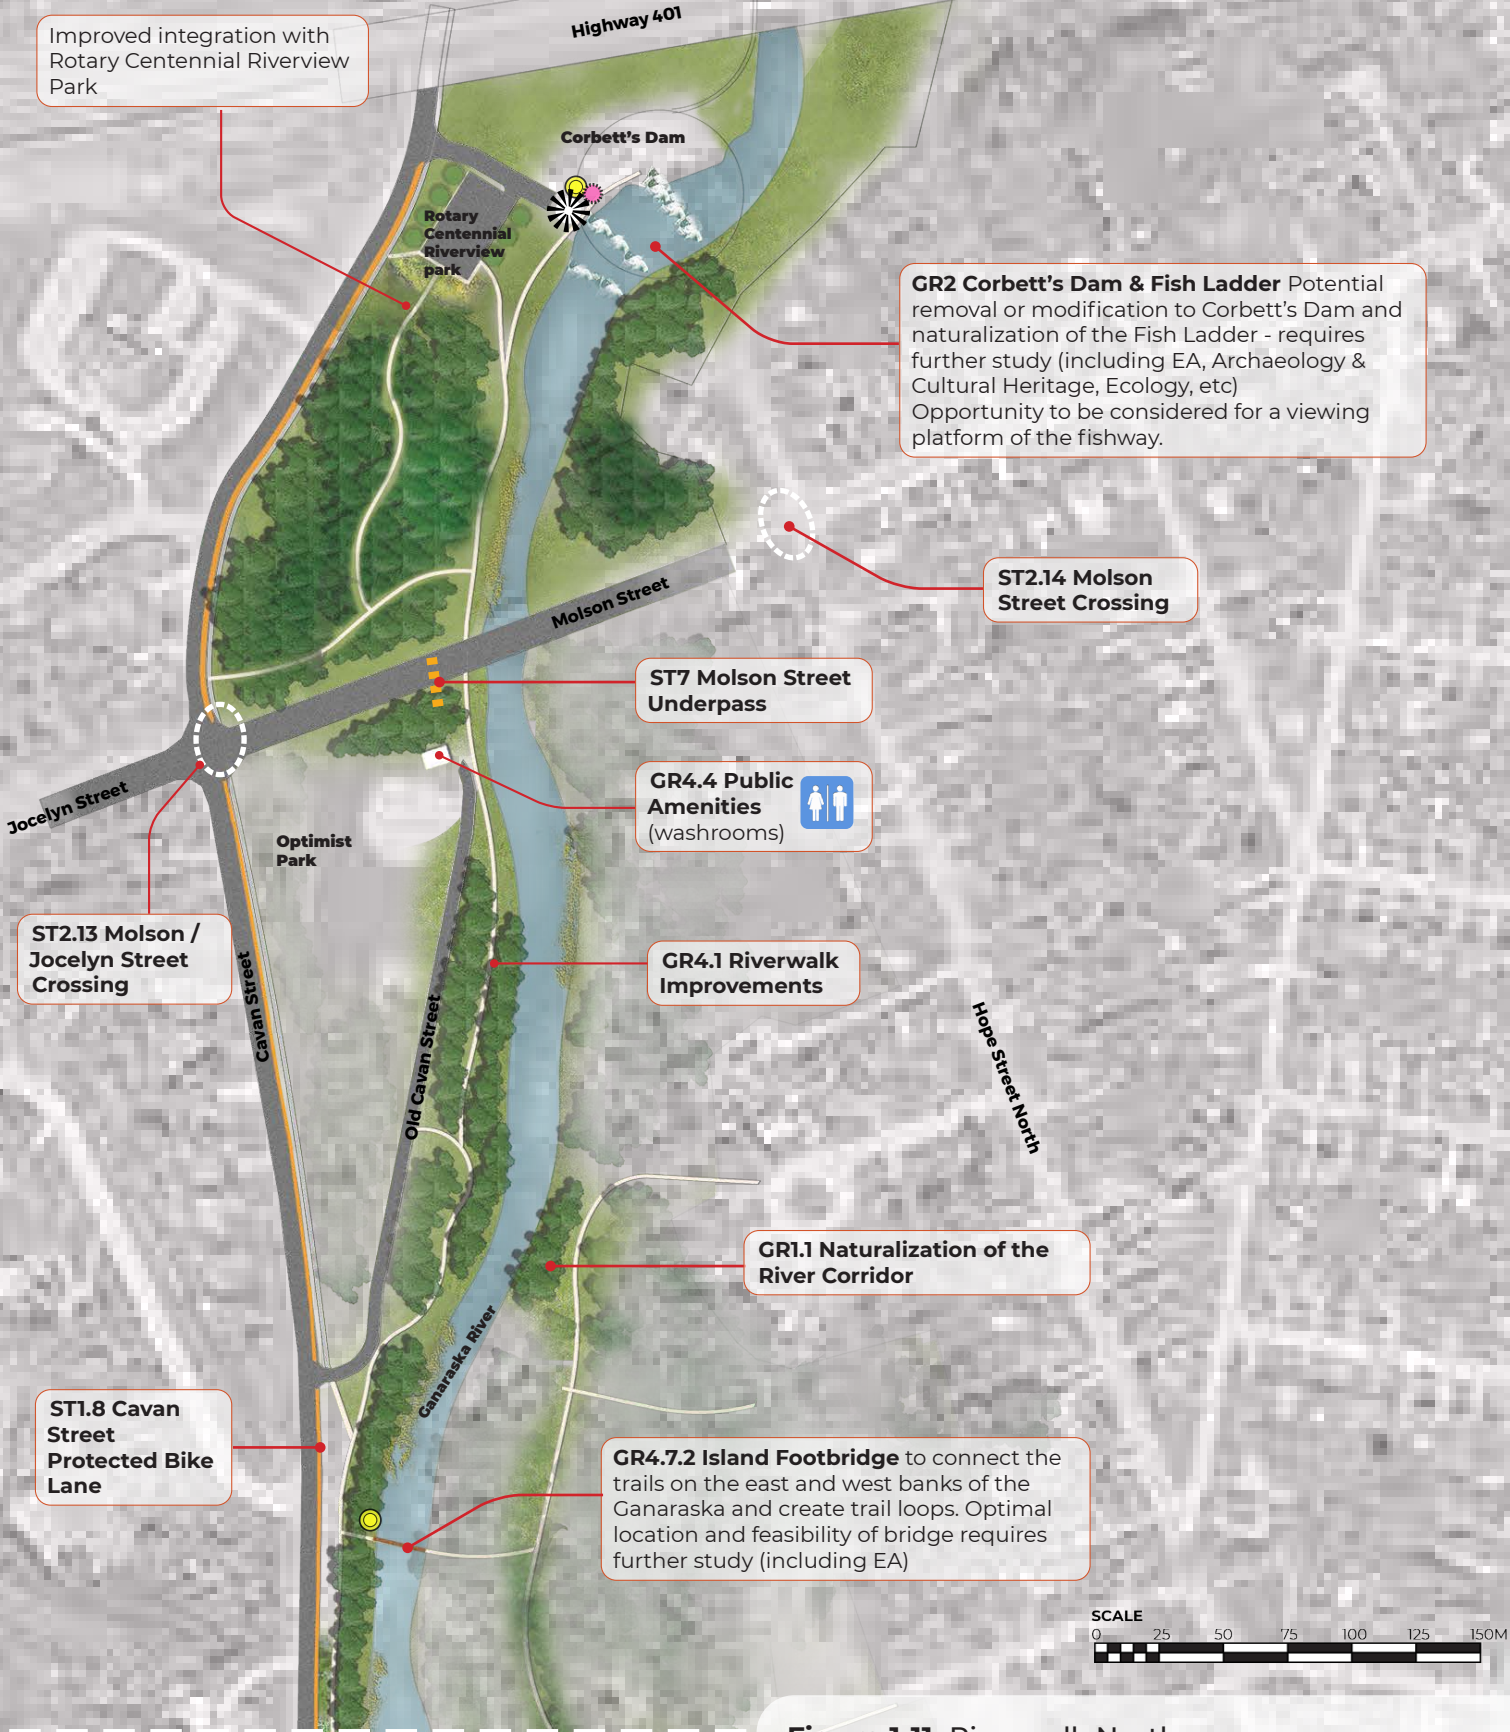 Highway 401
Improved integration with
Rotary Centennial Riverview
Park
Corbett's Dam
Rotary
Centennial
Riverview
park
GR2 Corbett's Dam & Fish Ladder Potential
removal or modification to Corbett's Dam and
naturalization of the Fish Ladder - requires
further study (including EA, Archaeology &
Cultural Heritage, Ecology, etc)
Opportunity to be considered for a viewing
platform of the fishway.
ST2.14 Molson
Street Crossing
Molson Street
ST7 Molson Street
Underpass
GR4.4 Public
Amenities
(washrooms)
Jocelyn Street
Optimist
Park
ST2.13 Molson /
Jocelyn Street
Crossing
Cavan Street
Old Cavan Street
GR4.1 Riverwalk
Improvements
Hope Street North
GR1.1 Naturalization of the
River Corridor
Ganaraska River
ST1.8 Cavan
Street
Protected Bike
Lane
GR4.7.2 Island Footbridge to connect the
trails on the east and west banks of the
Ganaraska and create trail loops. Optimal
location and feasibility of bridge requires
further study (including EA)
SCALE
0 25 50 75 100 125 150M